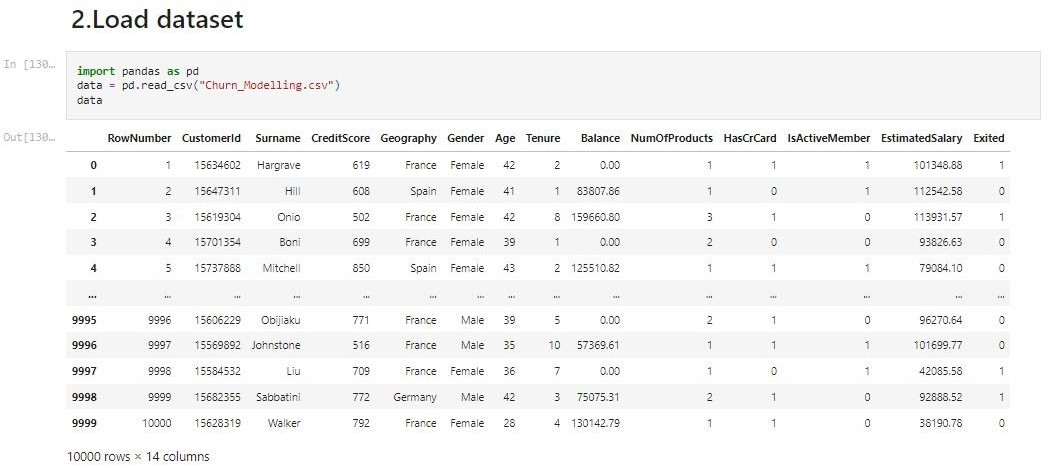 2.Load dataset
In [130…
import pandas as pd
data = pd.read_csv("Churn_Modelling.csv")
data
Out[130…
RowNumber CustomerId Surname CreditScore Geography Gender Age Tenure Balance NumOfProducts HasCrCard IsActiveMember EstimatedSalary Exited
0 1 15634602 Hargrave 619 France Female 42 2 0.00 1 1 1 101348.88 1
1 2 15647311 Hill 608 Spain Female 41 1 83807.86 1 0 1 112542.58 0
2 3 15619304 Onio 502 France Female 42 8 159660.80 3 1 0 113931.57 1
3 4 15701354 Boni 699 France Female 39 1 0.00 2 0 0 93826.63 0
4 5 15737888 Mitchell 850 Spain Female 43 2 125510.82 1 1 1 79084.10 0
... ... ... ... ... ... ... ... ... ... ... ... ... ... ...
9995 9996 15606229 Obijiaku 771 France Male 39 5 0.00 2 1 0 96270.64 0
9996 9997 15569892 Johnstone 516 France Male 35 10 57369.61 1 1 1 101699.77 0
9997 9998 15584532 Liu 709 France Female 36 7 0.00 1 0 1 42085.58 1
9998 9999 15682355 Sabbatini 772 Germany Male 42 3 75075.31 2 1 0 92888.52 1
9999 10000 15628319 Walker 792 France Female 28 4 130142.79 1 1 0 38190.78 0
10000 rows × 14 columns